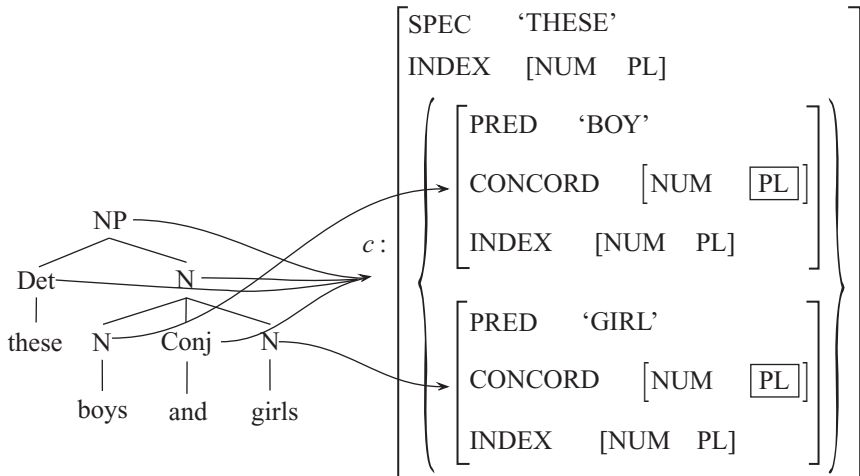 SPEC ‘THESE’
INDEX [NUM PL]
PRED ‘BOY’
CONCORD [NUM PL]
INDEX [NUM PL]
PRED ‘GIRL’
CONCORD [NUM PL]
INDEX [NUM PL]
c:
NP
Det N
these N Conj N
boys and girls